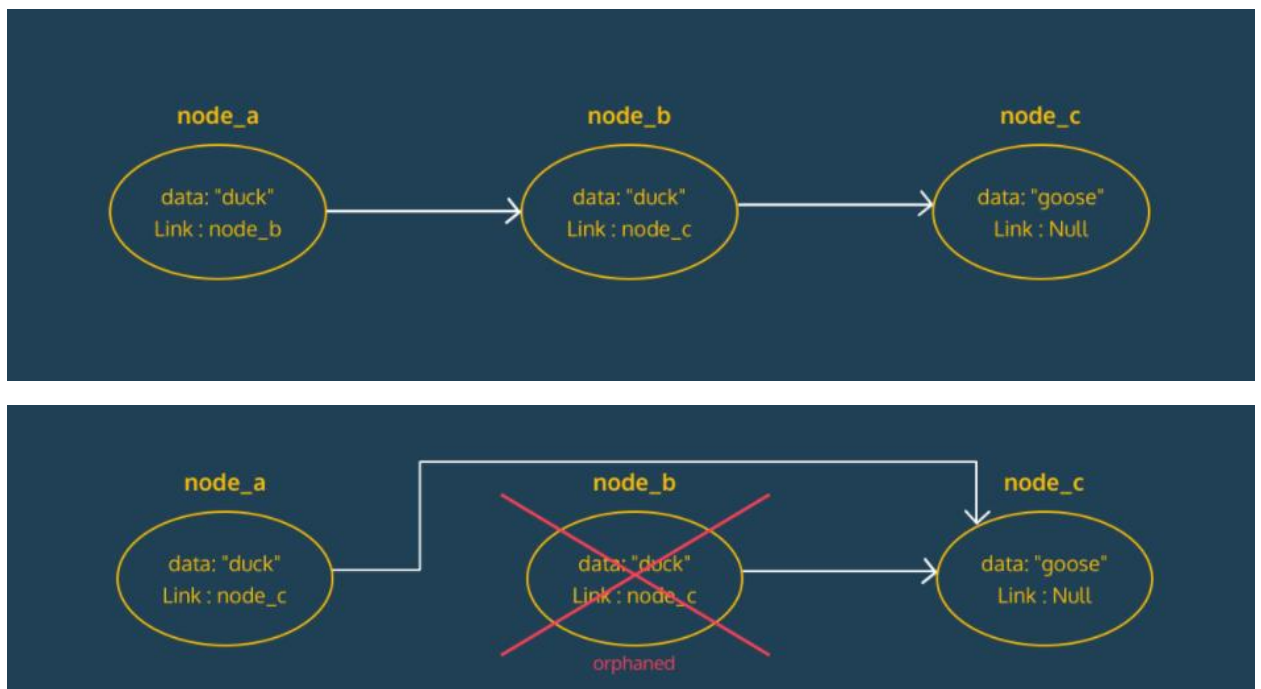 node_a
node_b
node_c
data: "duck"
Link : node_b
data: "duck"
Link : node_c
data: "goose"
Link : Null
node_a
node_b
node_c
data: "duck"
Link : node_c
data: "duck"
Link : node_c
data: "goose"
Link : Null
orphaned